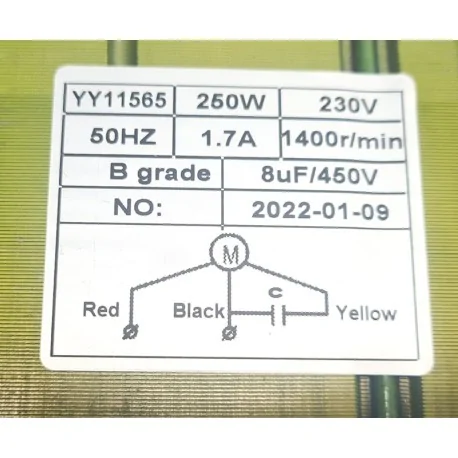 YY11565 250W 230V
50HZ 1.7A 1400r/min
B grade 8uF/450V
NO: 2022-01-09
M
C
Red Black Yellow